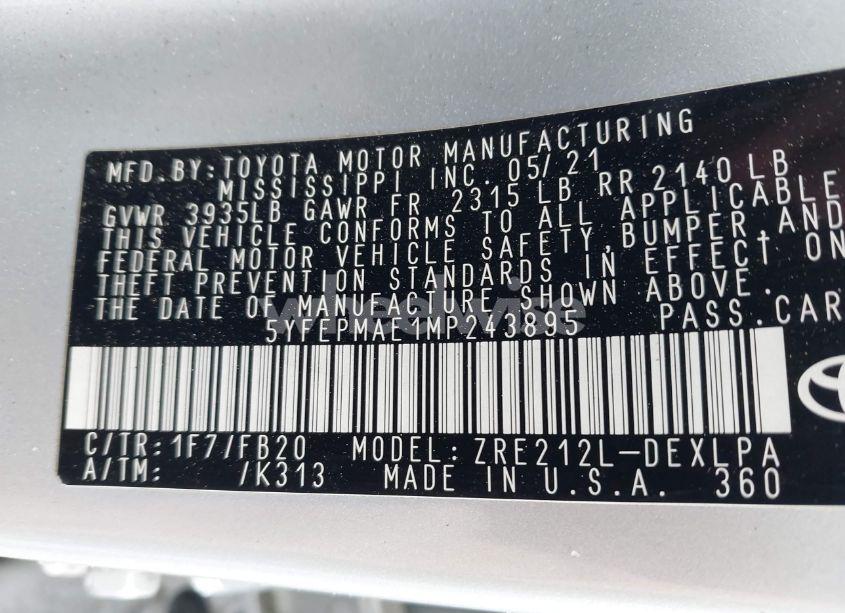 MFD. BY: TOYOTA MOTOR MANUFACTURING
MISSISSIPPI INC. 05/21
GVWR 3935LB GAWR FR 2315 LB RR 2140 LB
THIS VEHICLE CONFORMS TO ALL APPLICABLE
FEDERAL MOTOR VEHICLE SAFETY, BUMPER, AND
THEFT PREVENTION STANDARDS IN EFFECT ON
THE DATE OF MANUFACTURE SHOWN ABOVE.
5YFEPMAE1MP243895 PASS. CAR
wheelwise
C/TR: 1F7/FB20 MODEL: ZRE212L-DEXLPA
A/TM: /K313 MADE IN U.S.A. 360